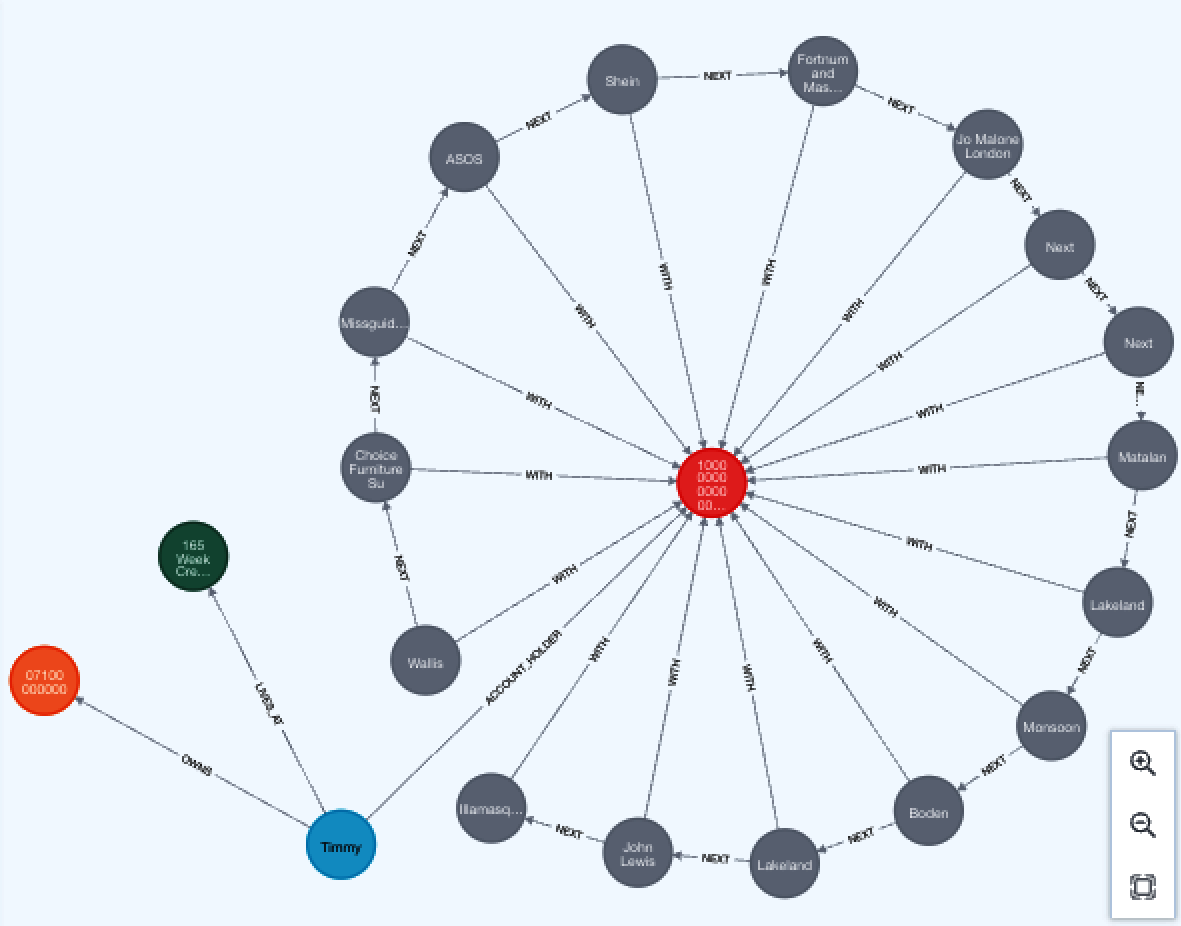 Fortnum
and
Mas...
Shein
NEXT
NEXT
Jo Malone
London
NEXT
ASOS
NEXT
NEXT
Next
NEXT
WITH
WITH
NEXT
WITH
WITH
Missguid...
Next
WITH
NEXT
WITH
WITH
NE...
WITH
Choice
Furniture
Su
WITH
1000
0000
0000
00...
WITH
Matalan
NEXT
165
Week
Cre...
NEXT
WITH
WITH
WITH
Lakeland
07100
000000
Wallis
ACCOUNT_HOLDER
WITH
WITH
WITH
WITH
NEXT
LIVES_AT
Monsoon
OWNS
NEXT
Illamasq...
Boden
Timmy
NEXT
John
Lewis
NEXT
Lakeland
NEXT